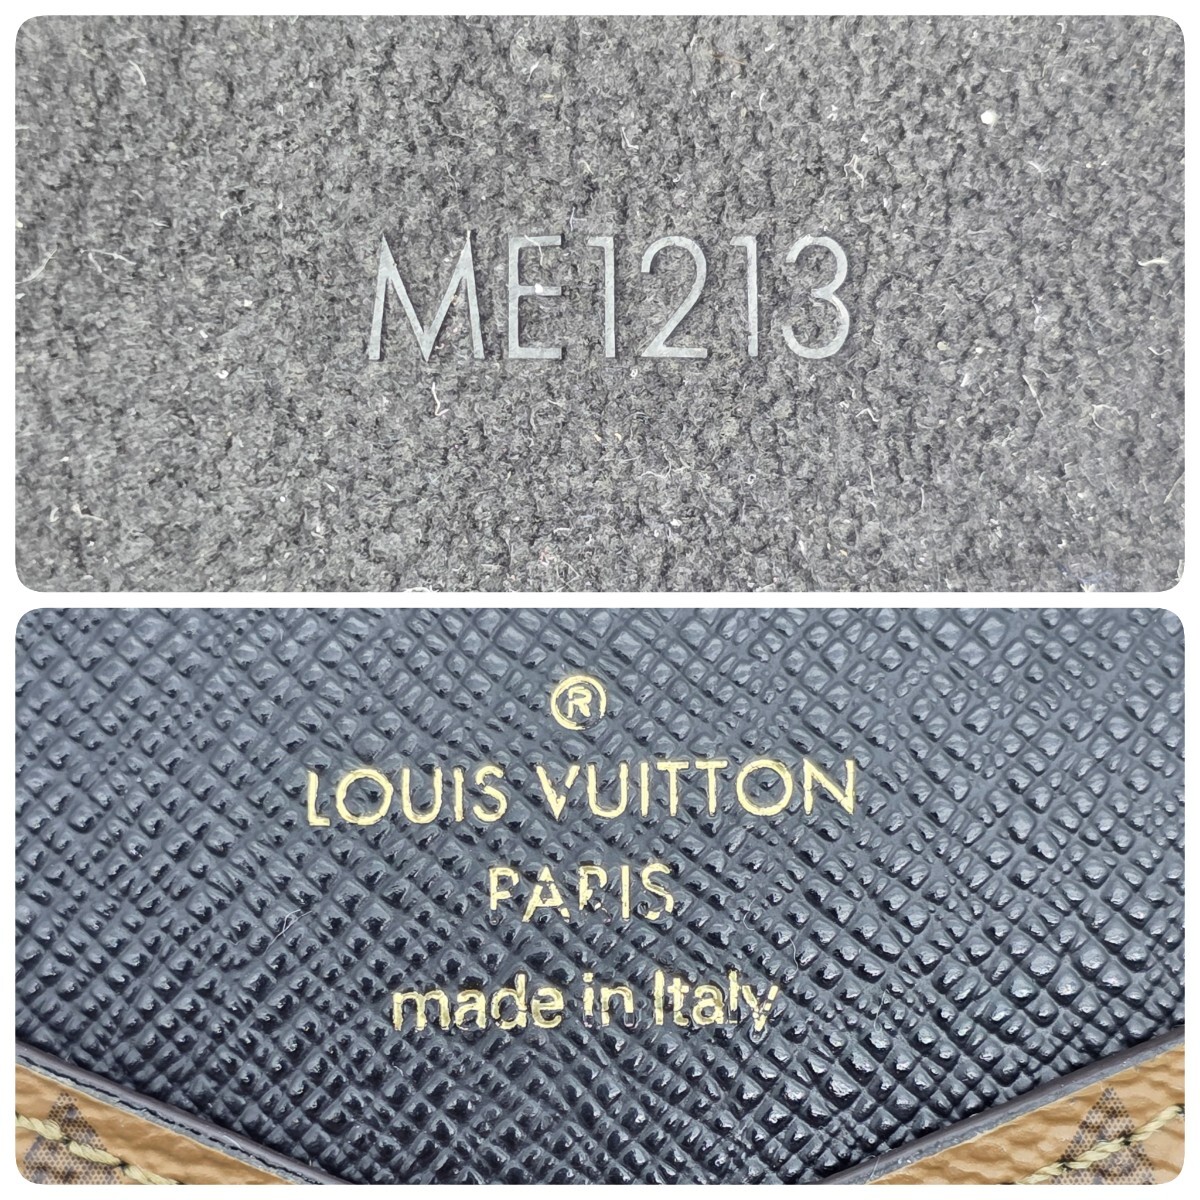 ME1213
®
LOUIS VUITTON
PARIS
made in Italy